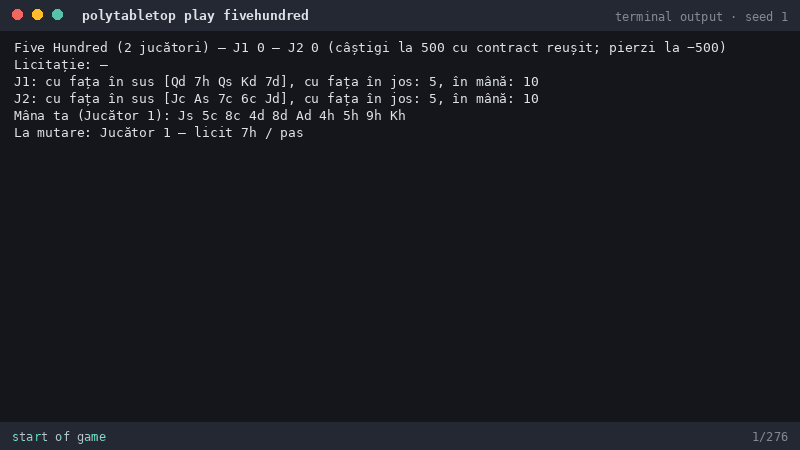 polytabletop play fivehundred
terminal output · seed 1
Five Hundred (2 jucători) — J1 0 — J2 0 (câștigi la 500 cu contract reușit; pierzi la −500)
Licitație: —
J1: cu fața în sus [Qd 7h Qs Kd 7d], cu fața în jos: 5, în mână: 10
J2: cu fața în sus [Jc As 7c 6c Jd], cu fața în jos: 5, în mână: 10
Mâna ta (Jucător 1): Js 5c 8c 4d 8d Ad 4h 5h 9h Kh
La mutare: Jucător 1 — licit 7h / pas
start of game
1/276